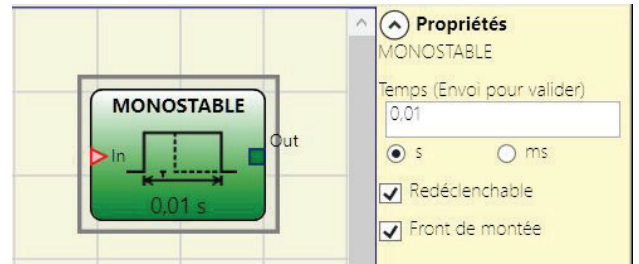 MONOSTABLE
In
Out
T
0,01 s
Propriétés
MONOSTABLE
Temps (Envoi pour valider)
0,01
s
ms
Redéclenchable
Front de montée